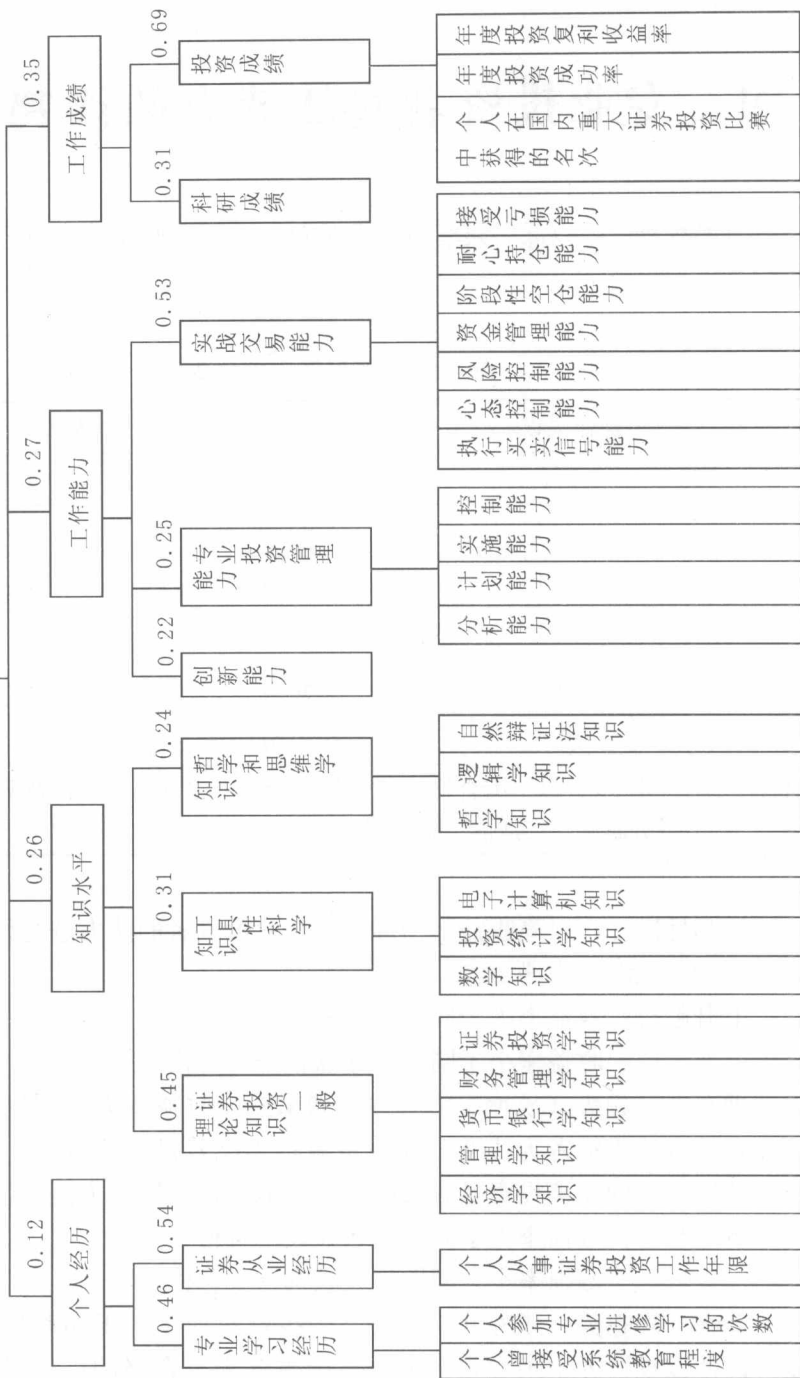 0.12
0.26
0.27
0.35
个人经历
知识水平
工作能力
工作成绩
0.46
0.54
0.45
0.31
0.24
0.22
0.25
0.53
0.31
0.69
专业学习经历
证券从业经历
证券投资一般
理论知识
工具性科学
知识
哲学和思维学
知识
创新能力
专业投资管理
能力
实战交易能力
科研成绩
投资成绩
个人曾接受系统教育程度
个人参加专业进修学习的次数
个人从事证券投资工作年限
经济学知识
管理学知识
货币银行学知识
财务管理学知识
证券投资学知识
数学知识
投资统计学知识
电子计算机知识
哲学知识
逻辑学知识
自然辩证法知识
分析能力
计划能力
实施能力
控制能力
执行买卖信号能力
心态控制能力
风险控制能力
资金管理能力
阶段性空仓能力
耐心持仓能力
接受亏损能力
个人在国内重大证券投资比赛
中获得的名次
年度投资成功率
年度投资复利收益率